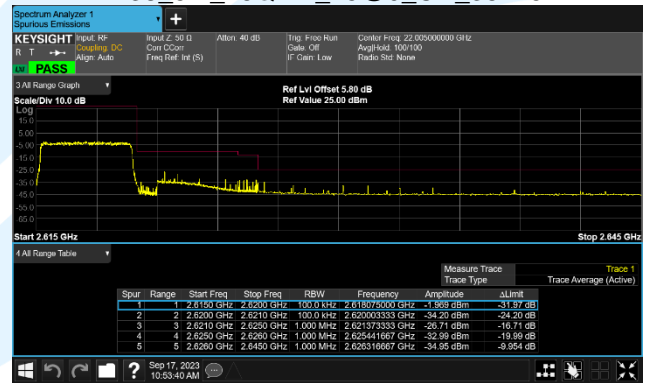 Spectrum Analyzer 1
Spurious Emissions
KEYSIGHT Input: RF Input Z: 50 Ω Atten: 40 dB Trig: Free Run Center Freq: 22.005000000 GHz
R T Coupling: DC Corr CCorr Gate: Off Avg|Hold: 100/100
Align: Auto Freq Ref: Int (S) IF Gain: Low Radio Std: None
PASS
3 All Range Graph Ref Lvl Offset 5.80 dB
Scale/Div 10.0 dB Ref Value 25.00 dBm
Log
15.0
5.00
-5.00
-15.0
-25.0
-35.0
-45.0
-55.0
-65.0
Start 2.615 GHz Stop 2.645 GHz
4 All Range Table
Measure Trace Trace 1
Trace Type Trace Average (Active)
Spur Range Start Freq Stop Freq RBW Frequency Amplitude ΔLimit
1 1 2.6150 GHz 2.6200 GHz 100.0 kHz 2.618075000 GHz -1.969 dBm -31.97 dB
2 2 2.6200 GHz 2.6210 GHz 100.0 kHz 2.620003333 GHz -34.20 dBm -24.20 dB
3 3 2.6210 GHz 2.6250 GHz 1.000 MHz 2.621373333 GHz -26.71 dBm -16.71 dB
4 4 2.6250 GHz 2.6260 GHz 1.000 MHz 2.625441667 GHz -32.99 dBm -19.99 dB
5 5 2.6260 GHz 2.6450 GHz 1.000 MHz 2.626316667 GHz -34.95 dBm -9.954 dB
? Sep 17, 2023
10:53:40 AM